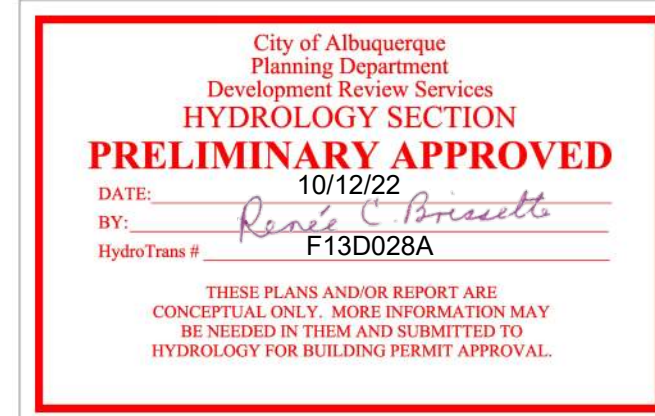 City of Albuquerque
Planning Department
Development Review Services
HYDROLOGY SECTION
PRELIMINARY APPROVED
DATE: 10/12/22
BY: Renée C. Brissette
HydroTrans # F13D028A
THESE PLANS AND/OR REPORT ARE
CONCEPTUAL ONLY. MORE INFORMATION MAY
BE NEEDED IN THEM AND SUBMITTED TO
HYDROLOGY FOR BUILDING PERMIT APPROVAL.